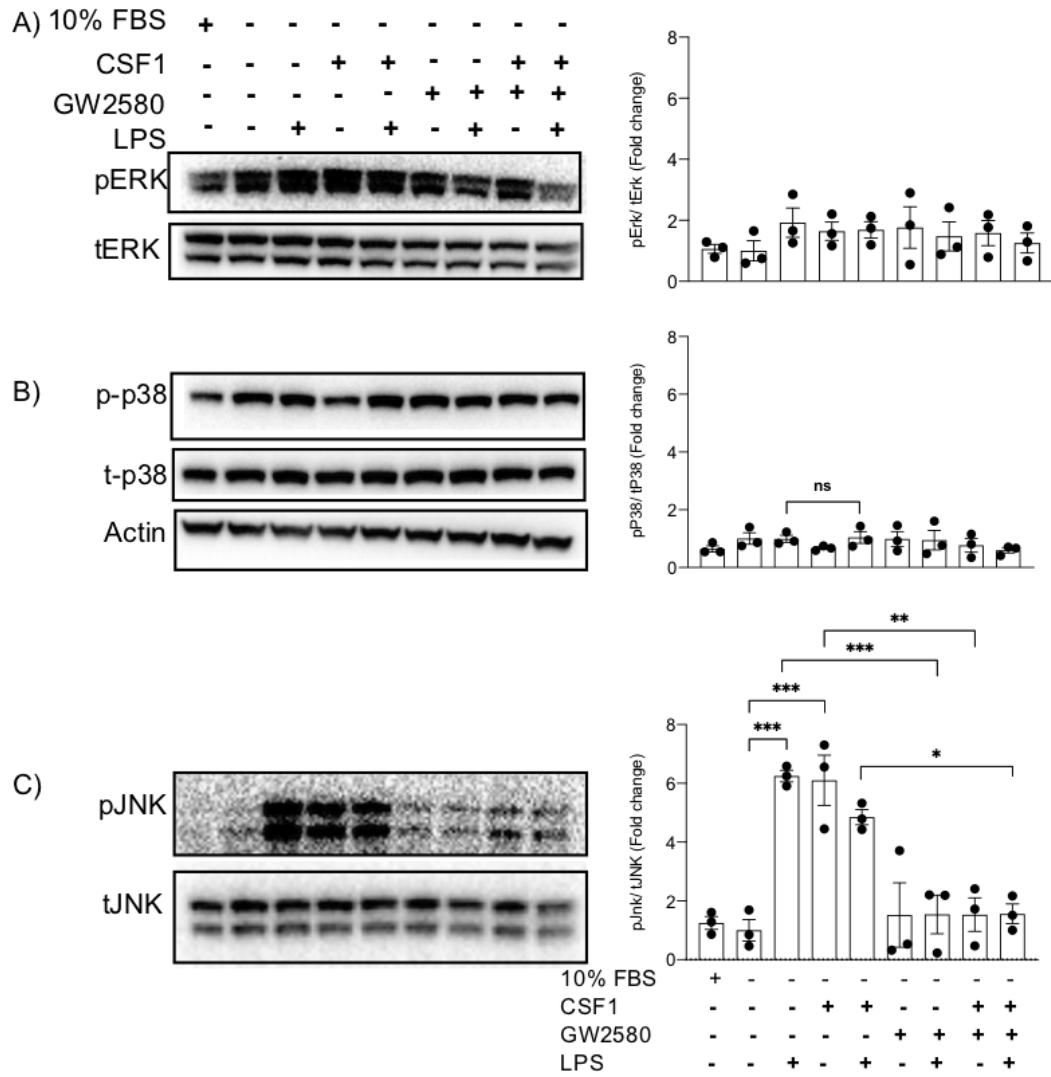 A) 10% FBS + - - - - - - - -
CSF1 - - - + + - - + +
GW2580 - - - - - + + + +
LPS - - + - + - + - +
pERK
tERK
pErk/ tErk (Fold change)
8
6
4
2
0
B)
p-p38
t-p38
Actin
pP38/ tP38 (Fold change)
8
6
4
2
0
ns
C)
pJNK
tJNK
pJnk/ tJNK (Fold change)
8
6
4
2
0
**
***
***
***
*
10% FBS + - - - - - - - -
CSF1 - - - + + - - + +
GW2580 - - - - - + + + +
LPS - - + - + - + - +